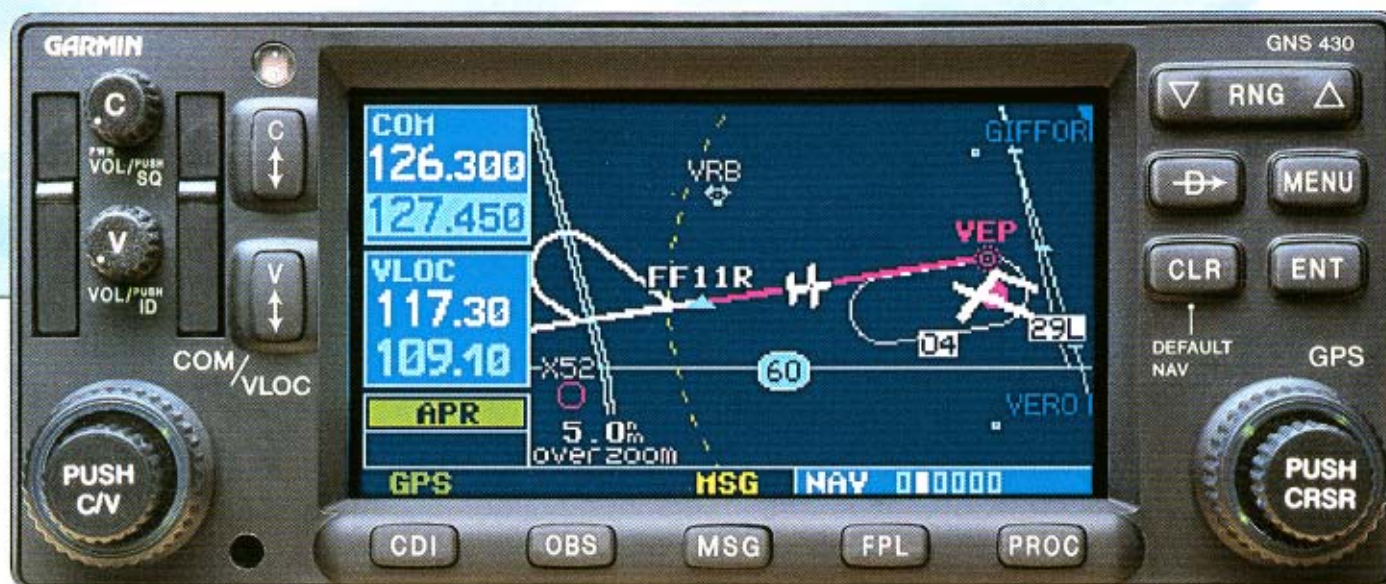 GARMIN
GNS 430
C
PWR
VOL/PUSH SQ
V
VOL/PUSH ID
C
V
COM/VLOC
PUSH C/V
COM
126.300
127.450
VLOC
117.30
109.10
APR
GPS
MSG
NAV
GIFFOR
VRB
VEP
FF11R
04
29L
60
X52
VERO
5.0nm
overzoom
RNG
D
MENU
CLR
ENT
DEFAULT
NAV
GPS
PUSH
CRSR
CDI
OBS
MSG
FPL
PROC